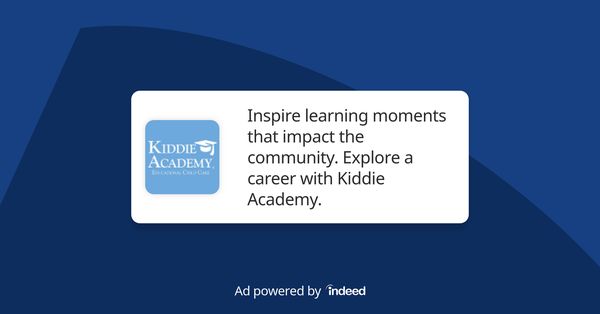 KIDDIE
ACADEMY
EDUCATIONAL CHILD CARE
Inspire learning moments
that impact the
community. Explore a
career with Kiddie
Academy.
Ad powered by indeed